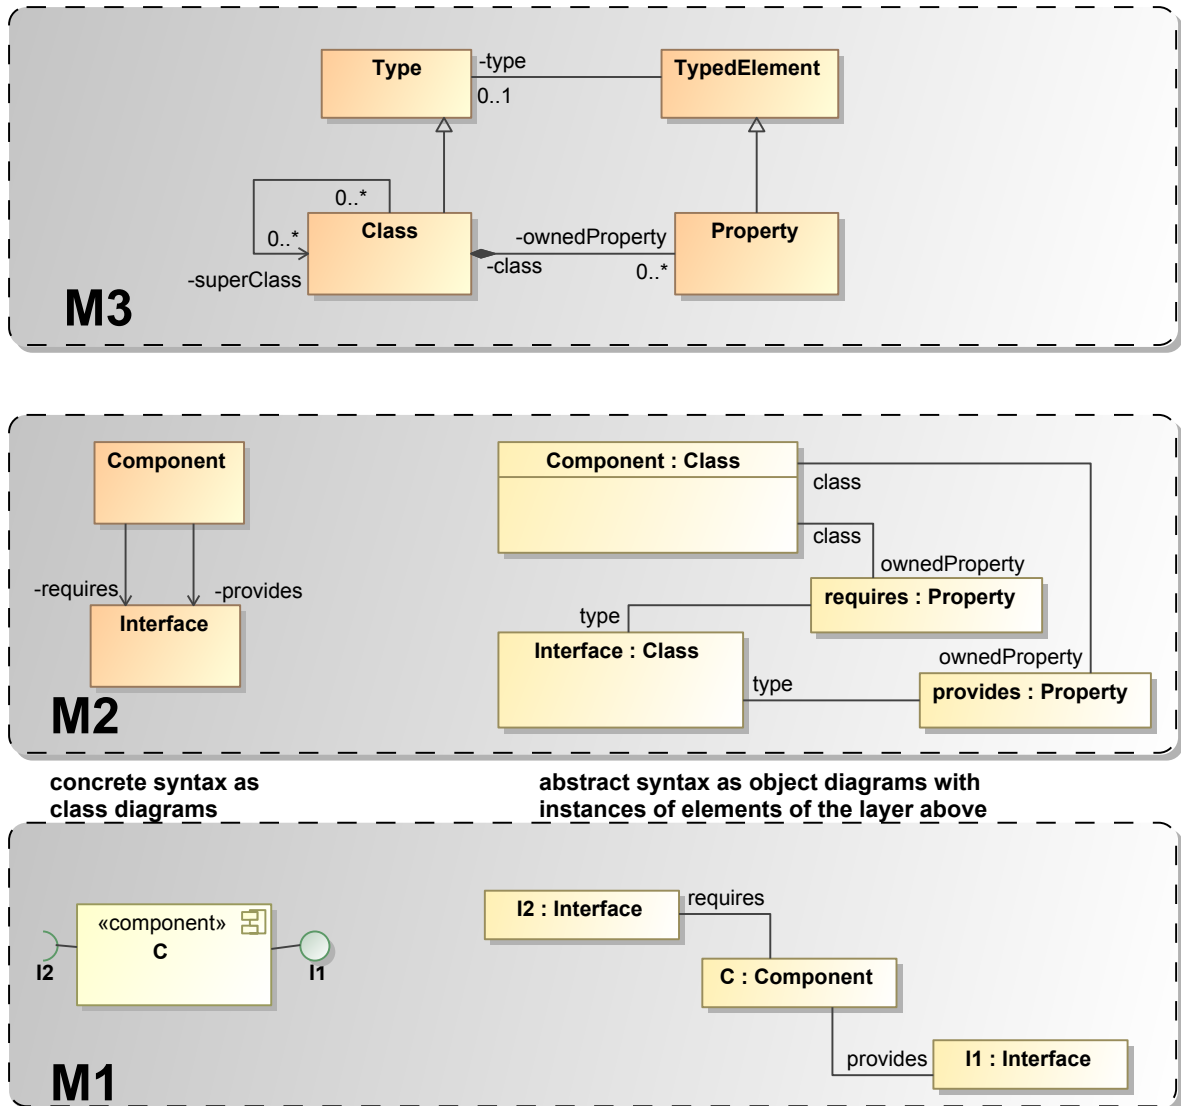 Type
-type
TypedElement
0..1
0..*
Class
-ownedProperty
Property
0..*
-class
0..*
-superClass
M3
Component
Component : Class
class
class
ownedProperty
-requires
-provides
requires : Property
type
Interface
Interface : Class
ownedProperty
type
provides : Property
M2
concrete syntax as
class diagrams
abstract syntax as object diagrams with
instances of elements of the layer above
«component»
C
I2
I1
I2 : Interface
requires
C : Component
provides
I1 : Interface
M1